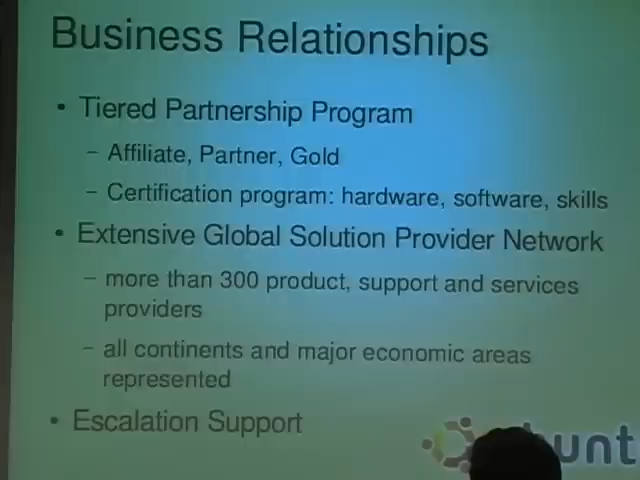 Business Relationships
• Tiered Partnership Program
– Affiliate, Partner, Gold
– Certification program: hardware, software, skills
• Extensive Global Solution Provider Network
– more than 300 product, support and services
providers
– all continents and major economic areas
represented
• Escalation Support